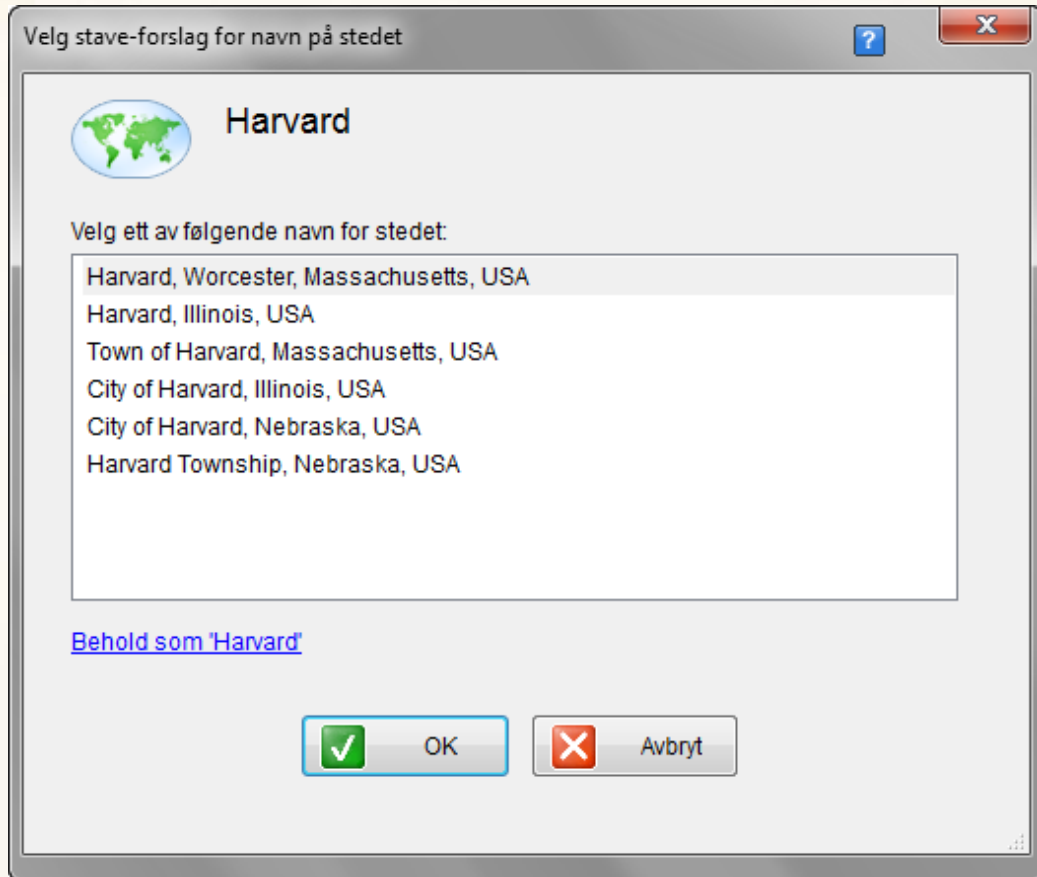 Velg stave-forslag for navn på stedet
Harvard
Velg ett av følgende navn for stedet:
Harvard, Worcester, Massachusetts, USA
Harvard, Illinois, USA
Town of Harvard, Massachusetts, USA
City of Harvard, Illinois, USA
City of Harvard, Nebraska, USA
Harvard Township, Nebraska, USA
Behold som 'Harvard'
OK
Avbryt